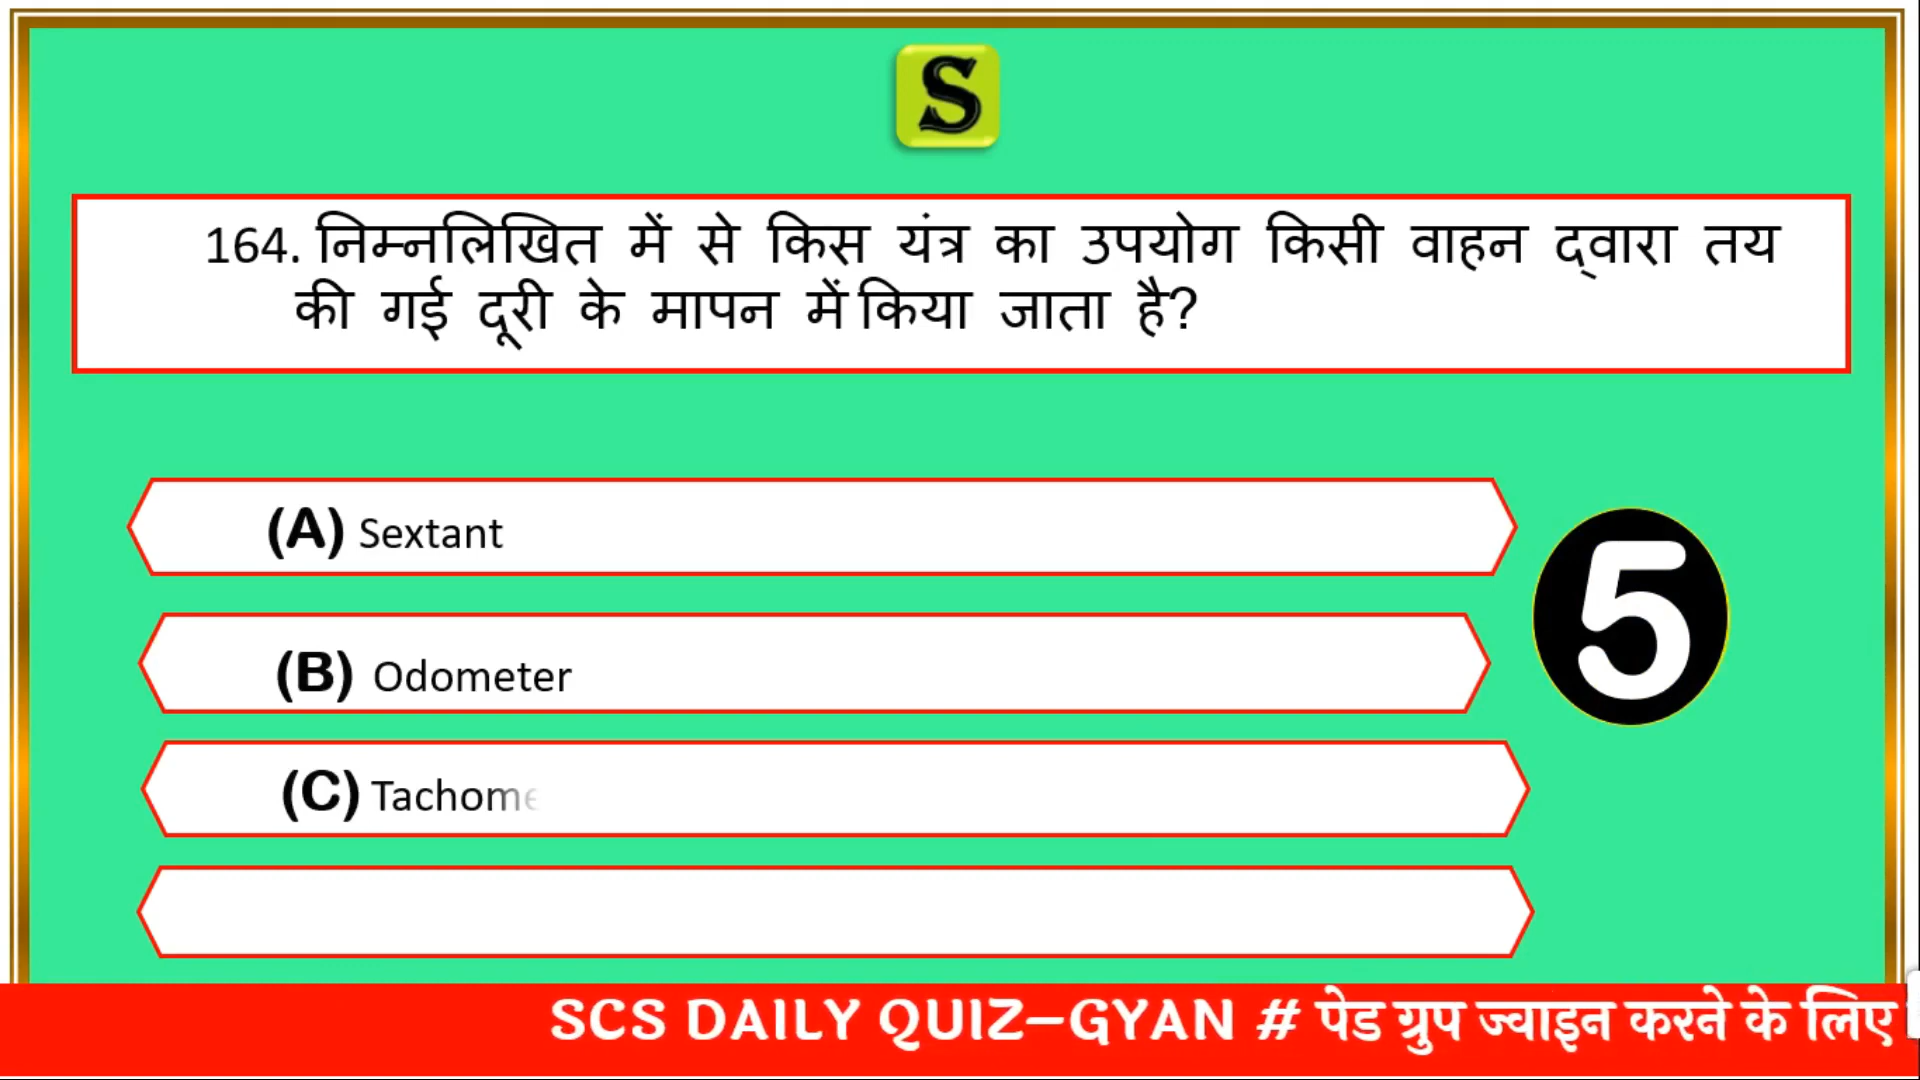 S
164. निम्नलिखित में से किस यंत्र का उपयोग किसी वाहन द्वारा तय
की गई दूरी के मापन में किया जाता है?
(A) Sextant
(B) Odometer
5
(C) Tachome
SCS DAILY QUIZ–GYAN # पेड ग्रुप ज्वाइन करने के लिए